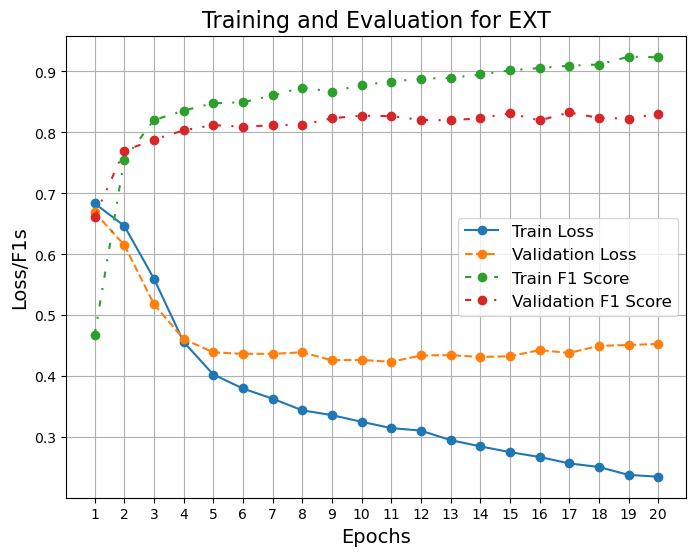 Training and Evaluation for EXT
Loss/F1s
0.9
0.8
0.7
0.6
0.5
0.4
0.3
Train Loss
Validation Loss
Train F1 Score
Validation F1 Score
1 2 3 4 5 6 7 8 9 10 11 12 13 14 15 16 17 18 19 20
Epochs